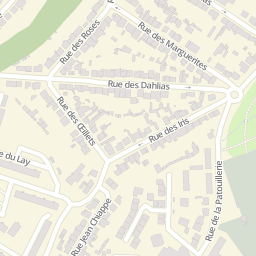 Rue des Roses
Rue des Marguerites
Rue des Dahlias
Rue des Œillets
Rue des Iris
e du Lay
Rue de la Patouillerie
Rue Jean Chiappe